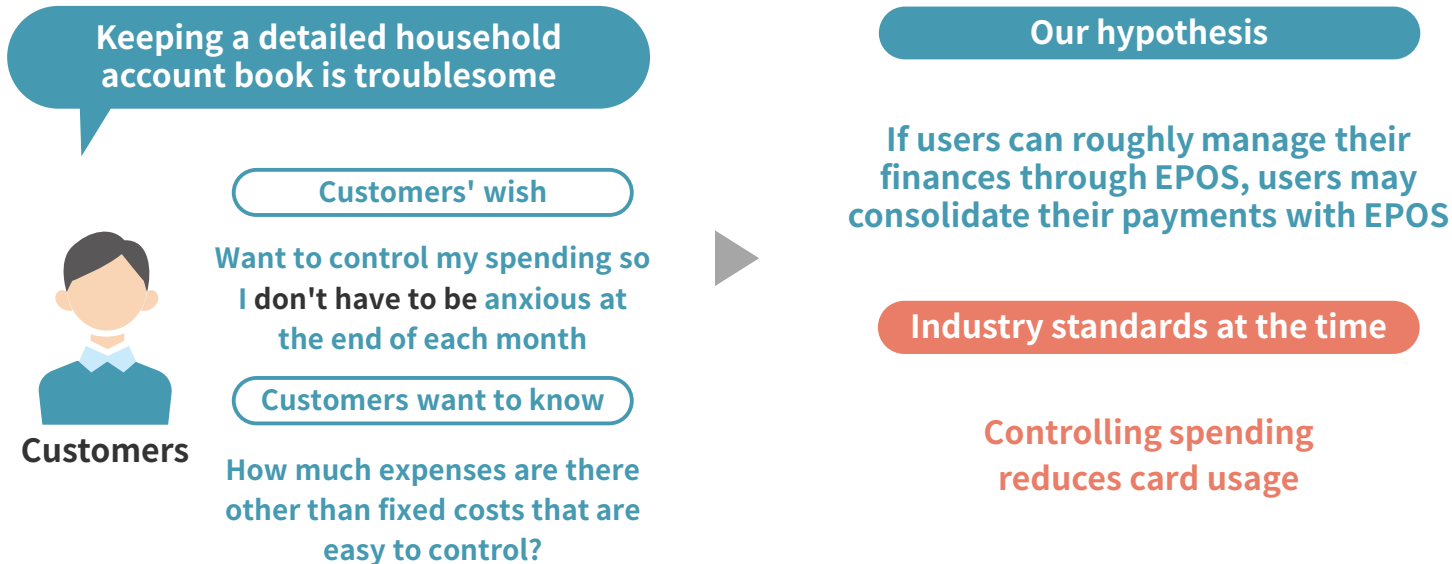 Keeping a detailed household
account book is troublesome
Customers' wish
Want to control my spending so
I don't have to be anxious at
the end of each month
Customers want to know
How much expenses are there
other than fixed costs that are
easy to control?
Customers
Our hypothesis
If users can roughly manage their
finances through EPOS, users may
consolidate their payments with EPOS
Industry standards at the time
Controlling spending
reduces card usage